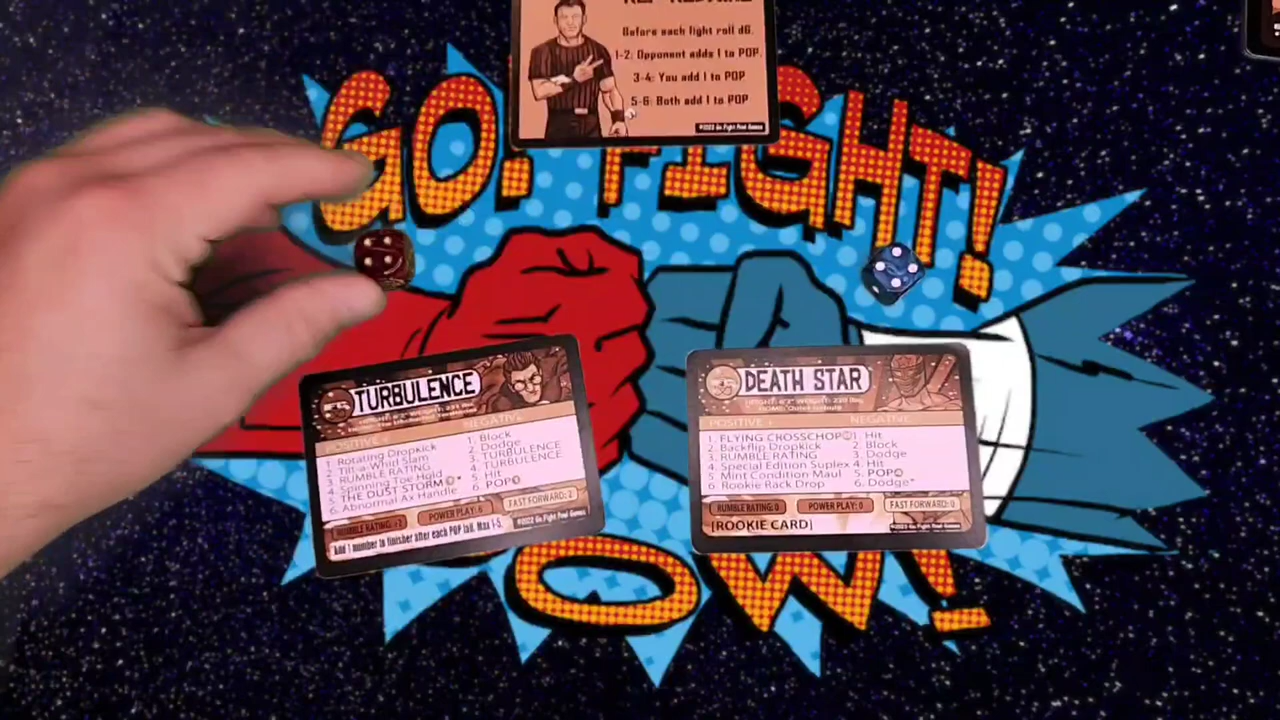 Before each fight roll d6.
1-2: Opponent adds 1 to POP.
3-4: You add 1 to POP
5-6: Both add 1 to POP
©2022 Go Fight Pow! Games
GO! FIGHT!
TURBULENCE
HEIGHT: 6'2" WEIGHT: 231 lbs.
POSITIVE +
NEGATIVE -
1. Rotating Dropkick
2. Tilt-a-Whirl Slam
3. RUMBLE RATING
4. Spinning Toe Hold
5. THE DUST STORM
6. Abnormal Ax Handle
1. Block
2. Dodge
3. TURBULENCE
4. TURBULENCE
5. Hit
6. POP
RUMBLE RATING: +2
POWER PLAY: 6
FAST FORWARD: 2
Add 1 number to finisher after each POP fail. Max 1-5.
DEATH STAR
POSITIVE +
NEGATIVE -
1. FLYING CROSSCHOP
2. Backflip Dropkick
3. RUMBLE RATING
4. Special Edition Suplex
5. Mint Condition Maul
6. Rookie Rack Drop
1. Hit
2. Block
3. Dodge
4. Hit
5. POP
6. Dodge*
RUMBLE RATING: 0
POWER PLAY: 0
FAST FORWARD: 0
[ROOKIE CARD]
OW!